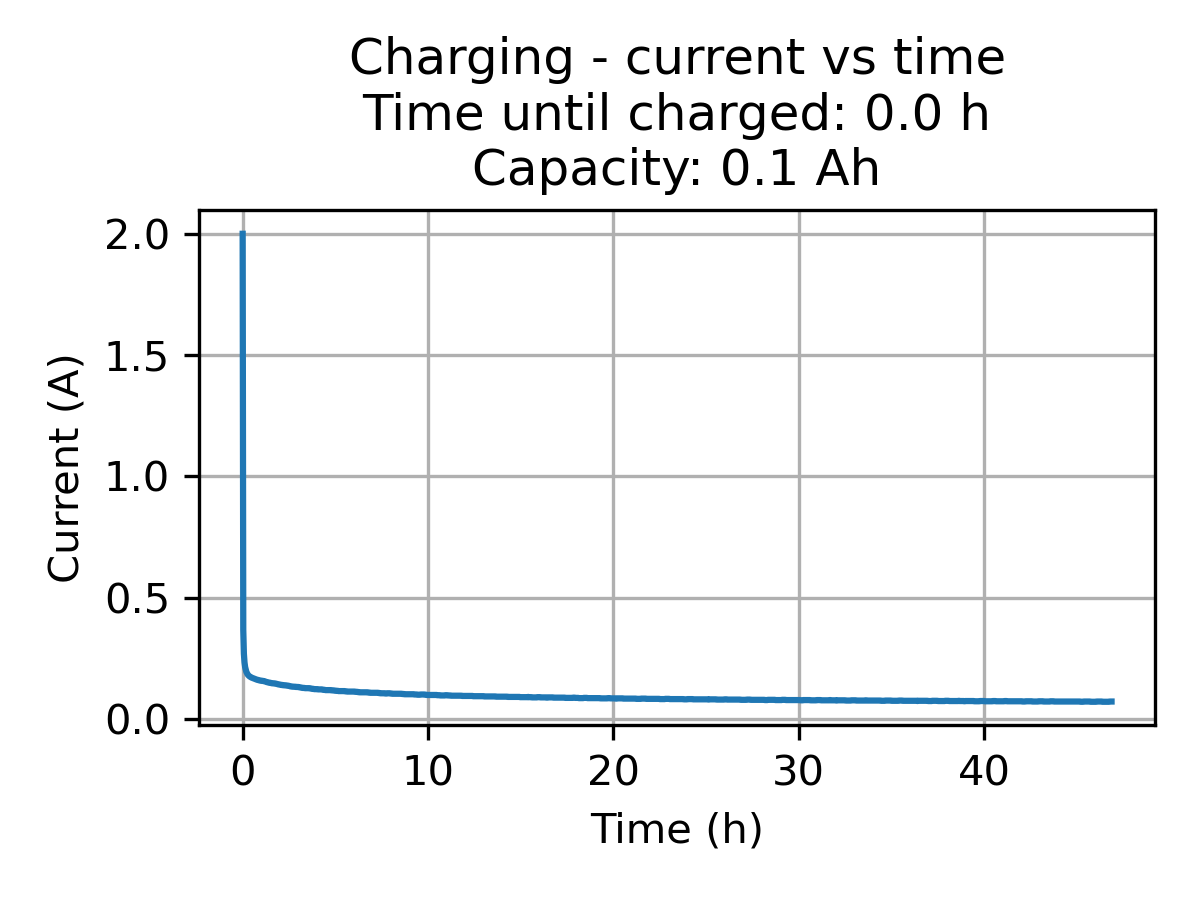 Charging - current vs time
Time until charged: 0.0 h
Capacity: 0.1 Ah
2.0
1.5
1.0
0.5
0.0
Current (A)
0 10 20 30 40
Time (h)